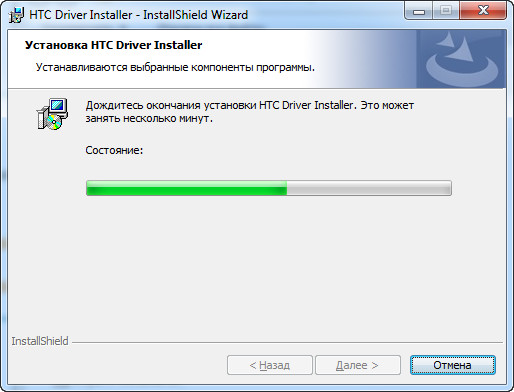 HTC Driver Installer - InstallShield Wizard
Установка HTC Driver Installer
Устанавливаются выбранные компоненты программы.
Дождитесь окончания установки HTC Driver Installer. Это может
занять несколько минут.
Состояние:
InstallShield
< Назад
Далее >
Отмена